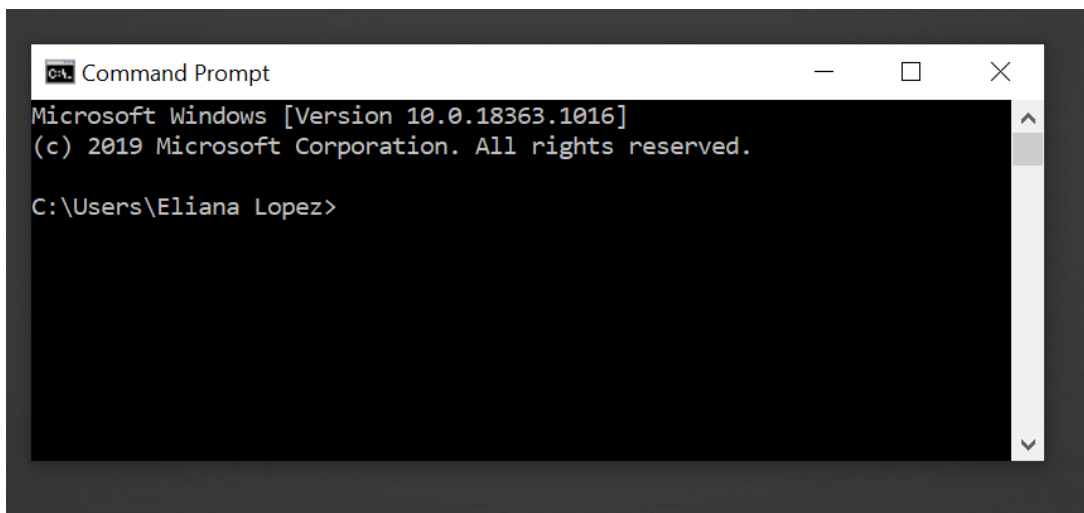 Command Prompt
Microsoft Windows [Version 10.0.18363.1016]
(c) 2019 Microsoft Corporation. All rights reserved.
C:\Users\Eliana Lopez>